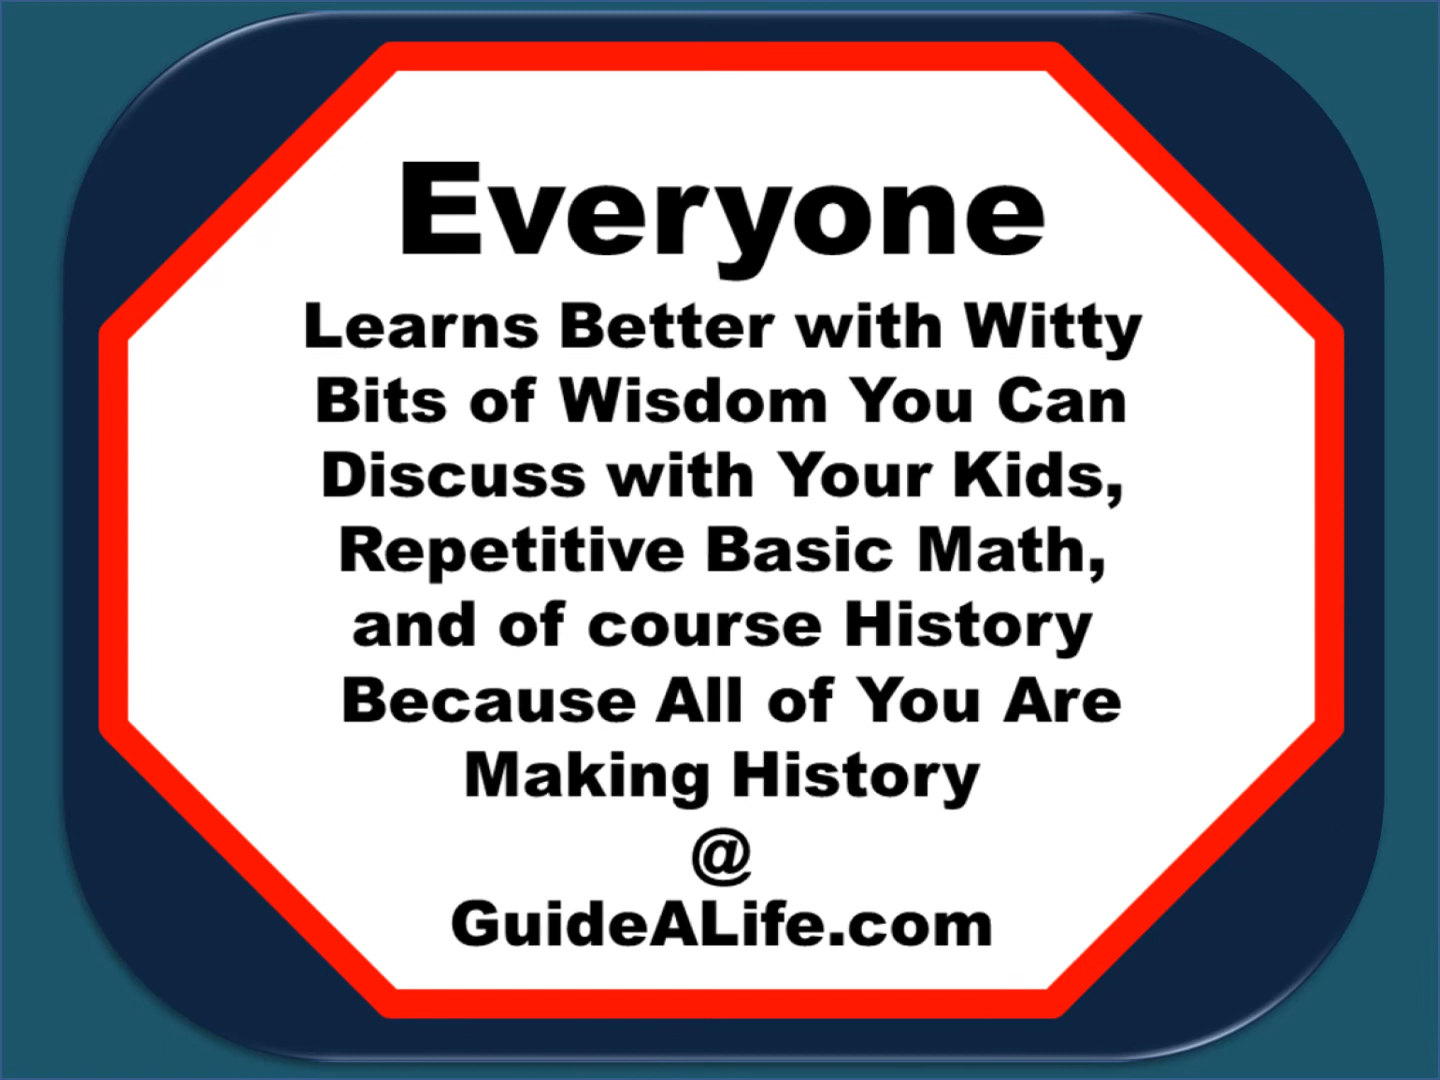 Everyone
Learns Better with Witty
Bits of Wisdom You Can
Discuss with Your Kids,
Repetitive Basic Math,
and of course History
Because All of You Are
Making History
@
GuideALife.com